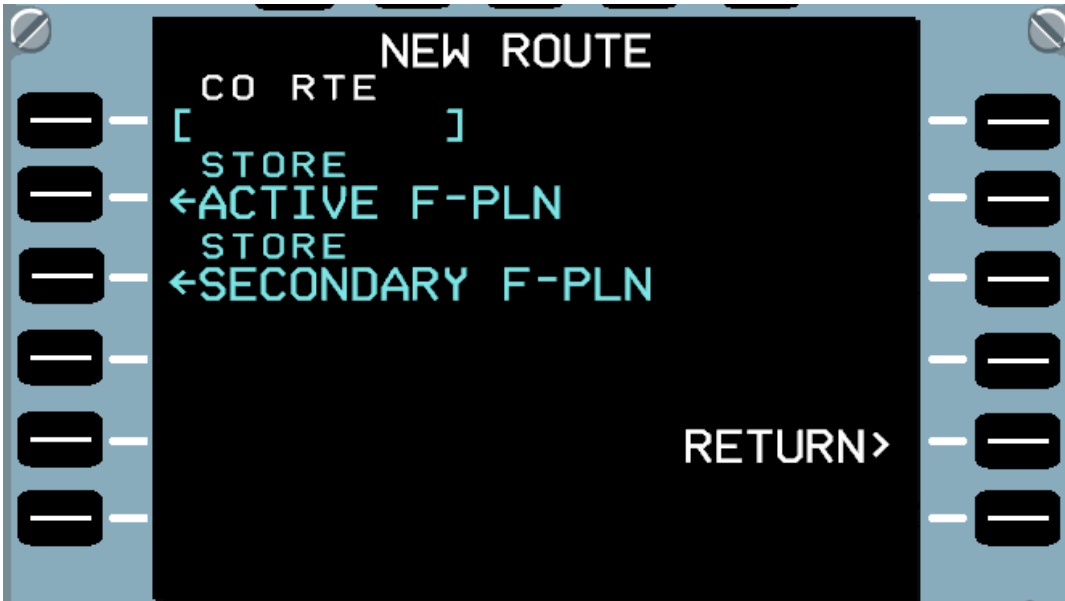 NEW ROUTE
CO RTE
[ ]
STORE
←ACTIVE F-PLN
STORE
←SECONDARY F-PLN
RETURN>